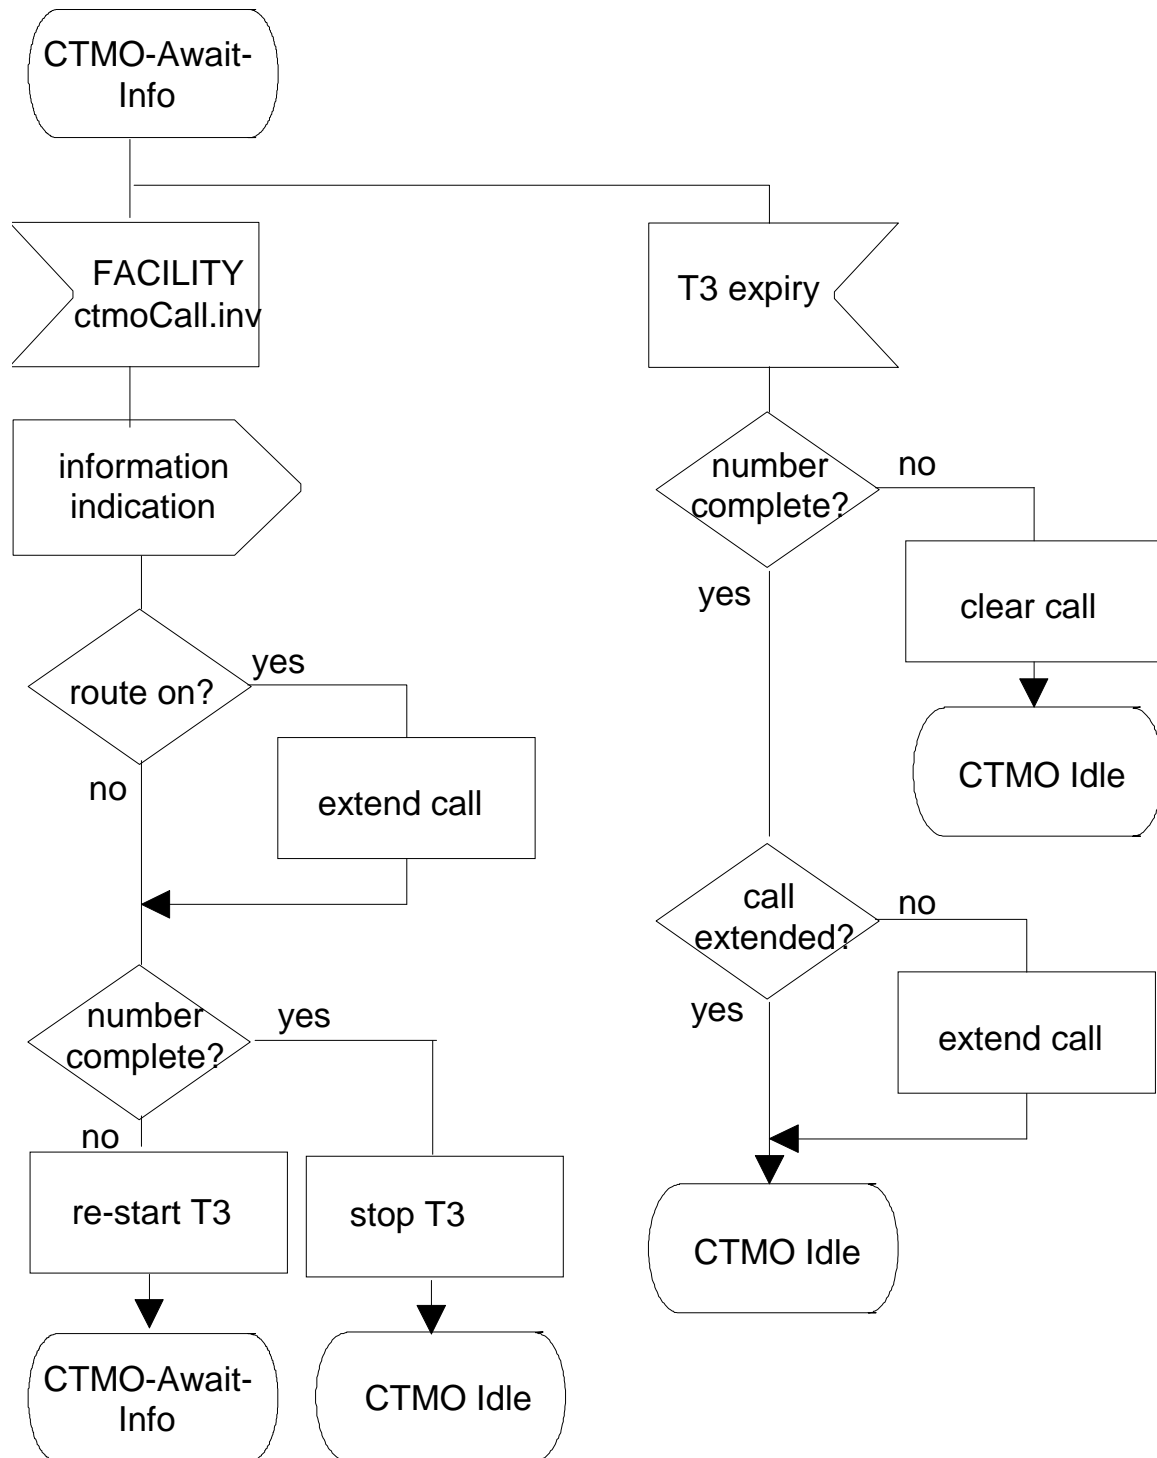 CTMO-Await-
Info
FACILITY
ctmoCall.inv
T3 expiry
information
indication
number
complete?
no
yes
clear call
route on?
yes
no
extend call
CTMO Idle
call
extended?
no
yes
extend call
number
complete?
yes
no
re-start T3
stop T3
CTMO Idle
CTMO-Await-
Info
CTMO Idle